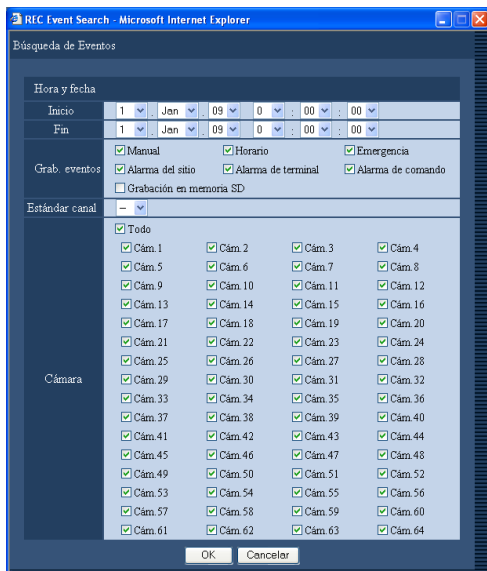 REC Event Search - Microsoft Internet Explorer
Búsqueda de Eventos
Hora y fecha
Inicio 1 . Jan . 09 0 : 00 : 00
Fin 1 . Jan . 09 0 : 00 : 00
Manual Horario Emergencia
Grab. eventos Alarma del sitio Alarma de terminal Alarma de comando
Grabación en memoria SD
Estándar canal --
Todo
Cám.1 Cám.2 Cám.3 Cám.4
Cám.5 Cám.6 Cám.7 Cám.8
Cám.9 Cám.10 Cám.11 Cám.12
Cám.13 Cám.14 Cám.15 Cám.16
Cám.17 Cám.18 Cám.19 Cám.20
Cám.21 Cám.22 Cám.23 Cám.24
Cám.25 Cám.26 Cám.27 Cám.28
Cámara Cám.29 Cám.30 Cám.31 Cám.32
Cám.33 Cám.34 Cám.35 Cám.36
Cám.37 Cám.38 Cám.39 Cám.40
Cám.41 Cám.42 Cám.43 Cám.44
Cám.45 Cám.46 Cám.47 Cám.48
Cám.49 Cám.50 Cám.51 Cám.52
Cám.53 Cám.54 Cám.55 Cám.56
Cám.57 Cám.58 Cám.59 Cám.60
Cám.61 Cám.62 Cám.63 Cám.64
OK Cancelar